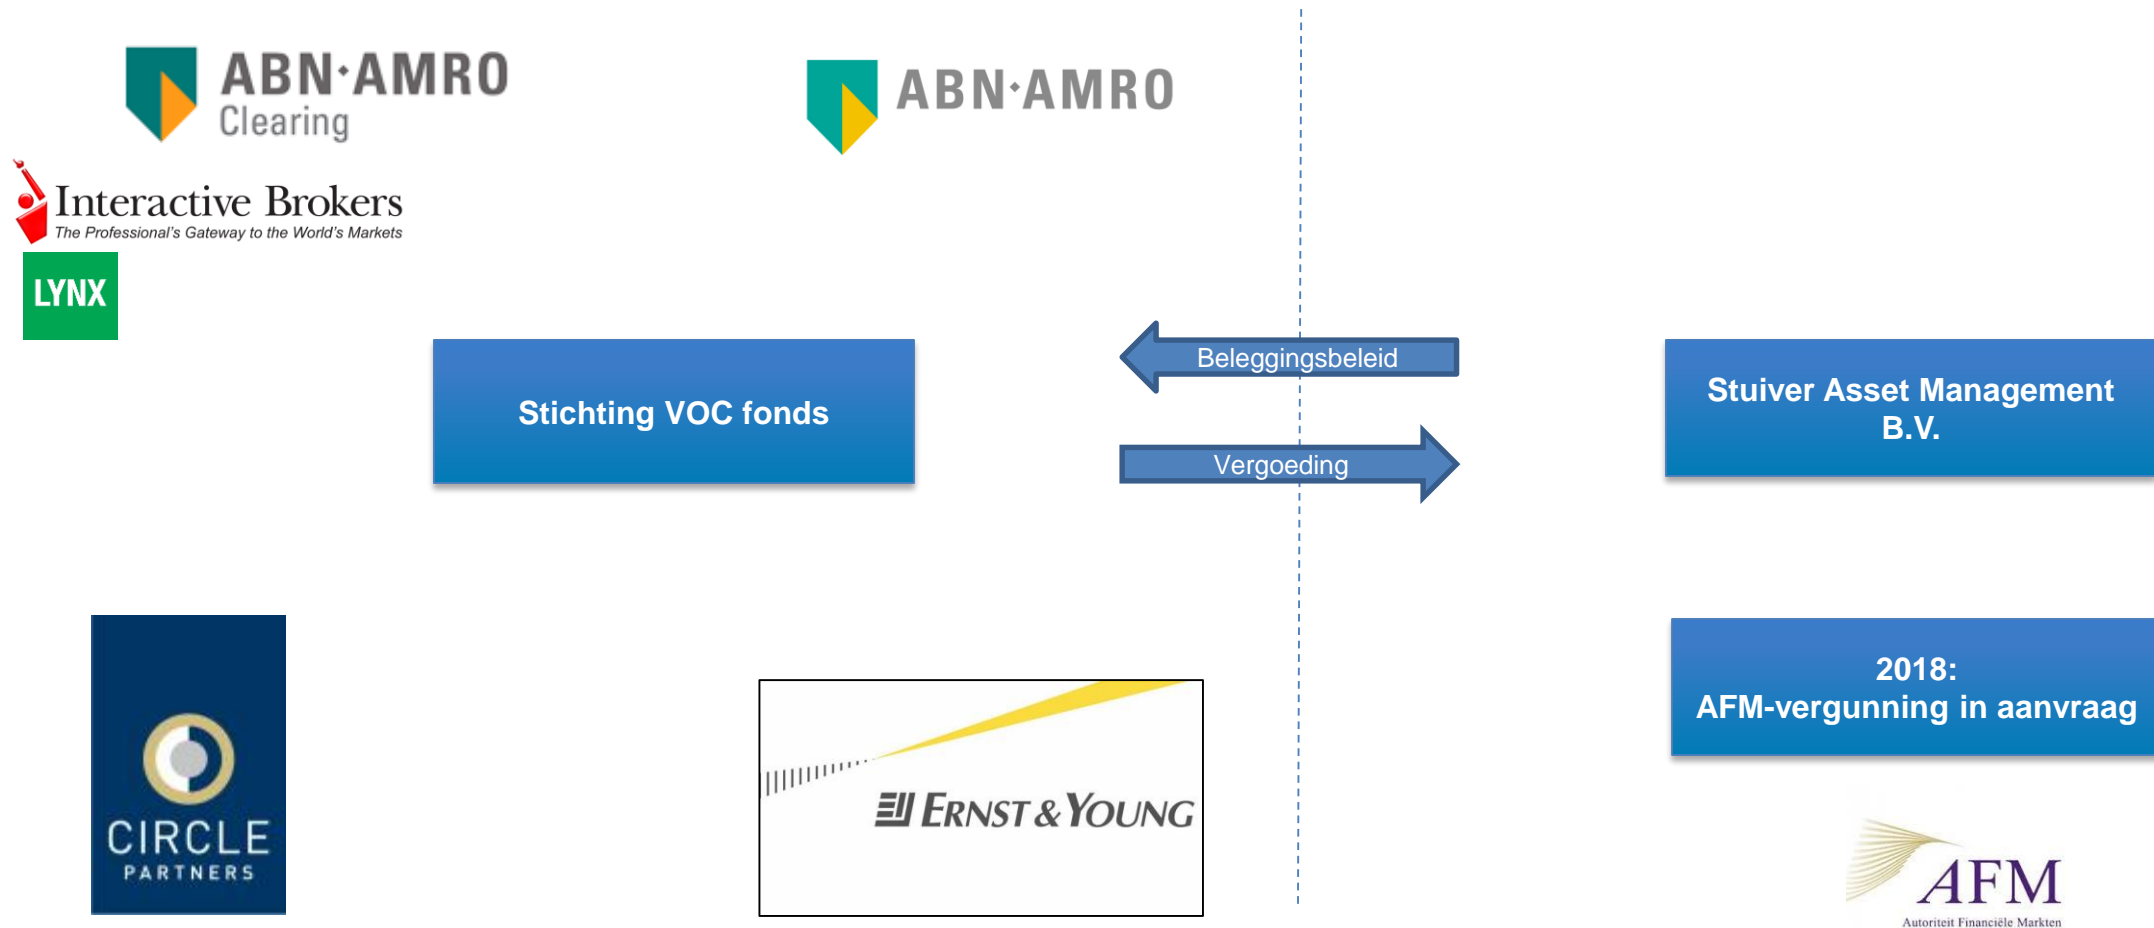 ABN·AMRO
Clearing
ABN·AMRO
Interactive Brokers
The Professional's Gateway to the World's Markets
LYNX
Beleggingsbeleid
Stichting VOC fonds
Vergoeding
Stuiver Asset Management
B.V.
2018:
AFM-vergunning in aanvraag
CIRCLE
PARTNERS
ERNST & YOUNG
AFM
Autoriteit Financiële Markten